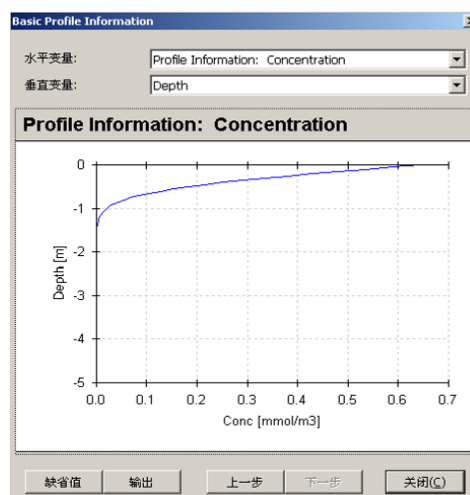 Basic Profile Information
水平变量:
Profile Information: Concentration
垂直变量:
Depth
Profile Information: Concentration
0
-1
-2
-3
-4
-5
Depth [m]
0.0 0.1 0.2 0.3 0.4 0.5 0.6 0.7
Conc [mmol/m3]
缺省值 输出 上一步 下一步 关闭(C)